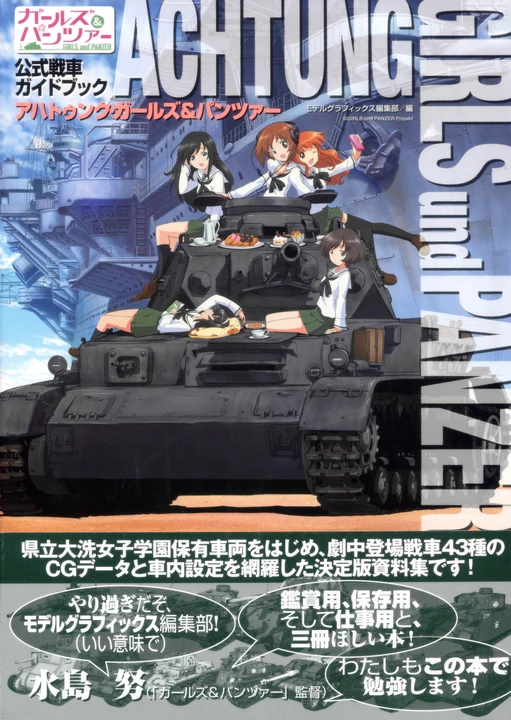 ガールズ&パンツァー
GIRLS und PANZER
公式戦車
ガイドブック
ACHTUNG
GIRLS und PANZER
アハトゥンク・ガールズ&パンツァー
モデルグラフィックス編集部/編
©GIRLS und PANZER Projekt
県立大洗女子学園保有車両をはじめ、劇中登場戦車43種の
CGデータと車内設定を網羅した決定版資料集です!
やり過ぎだぞ、
モデルグラフィックス編集部!
(いい意味で)
鑑賞用、保存用、
そして仕事用と、
三冊ほしい本!
わたしもこの本で
勉強します!
水島 努(「ガールズ&パンツァー」監督)